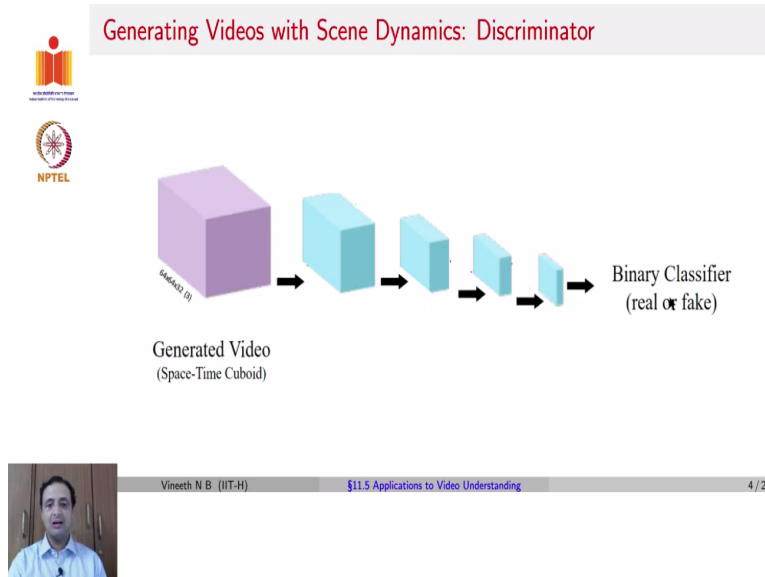 Generating Videos with Scene Dynamics: Discriminator
NPTEL
64x64x32 (3)
Generated Video
(Space-Time Cuboid)
Binary Classifier
(real or fake)
Vineeth N B (IIT-H)
§11.5 Applications to Video Understanding
4 / 2